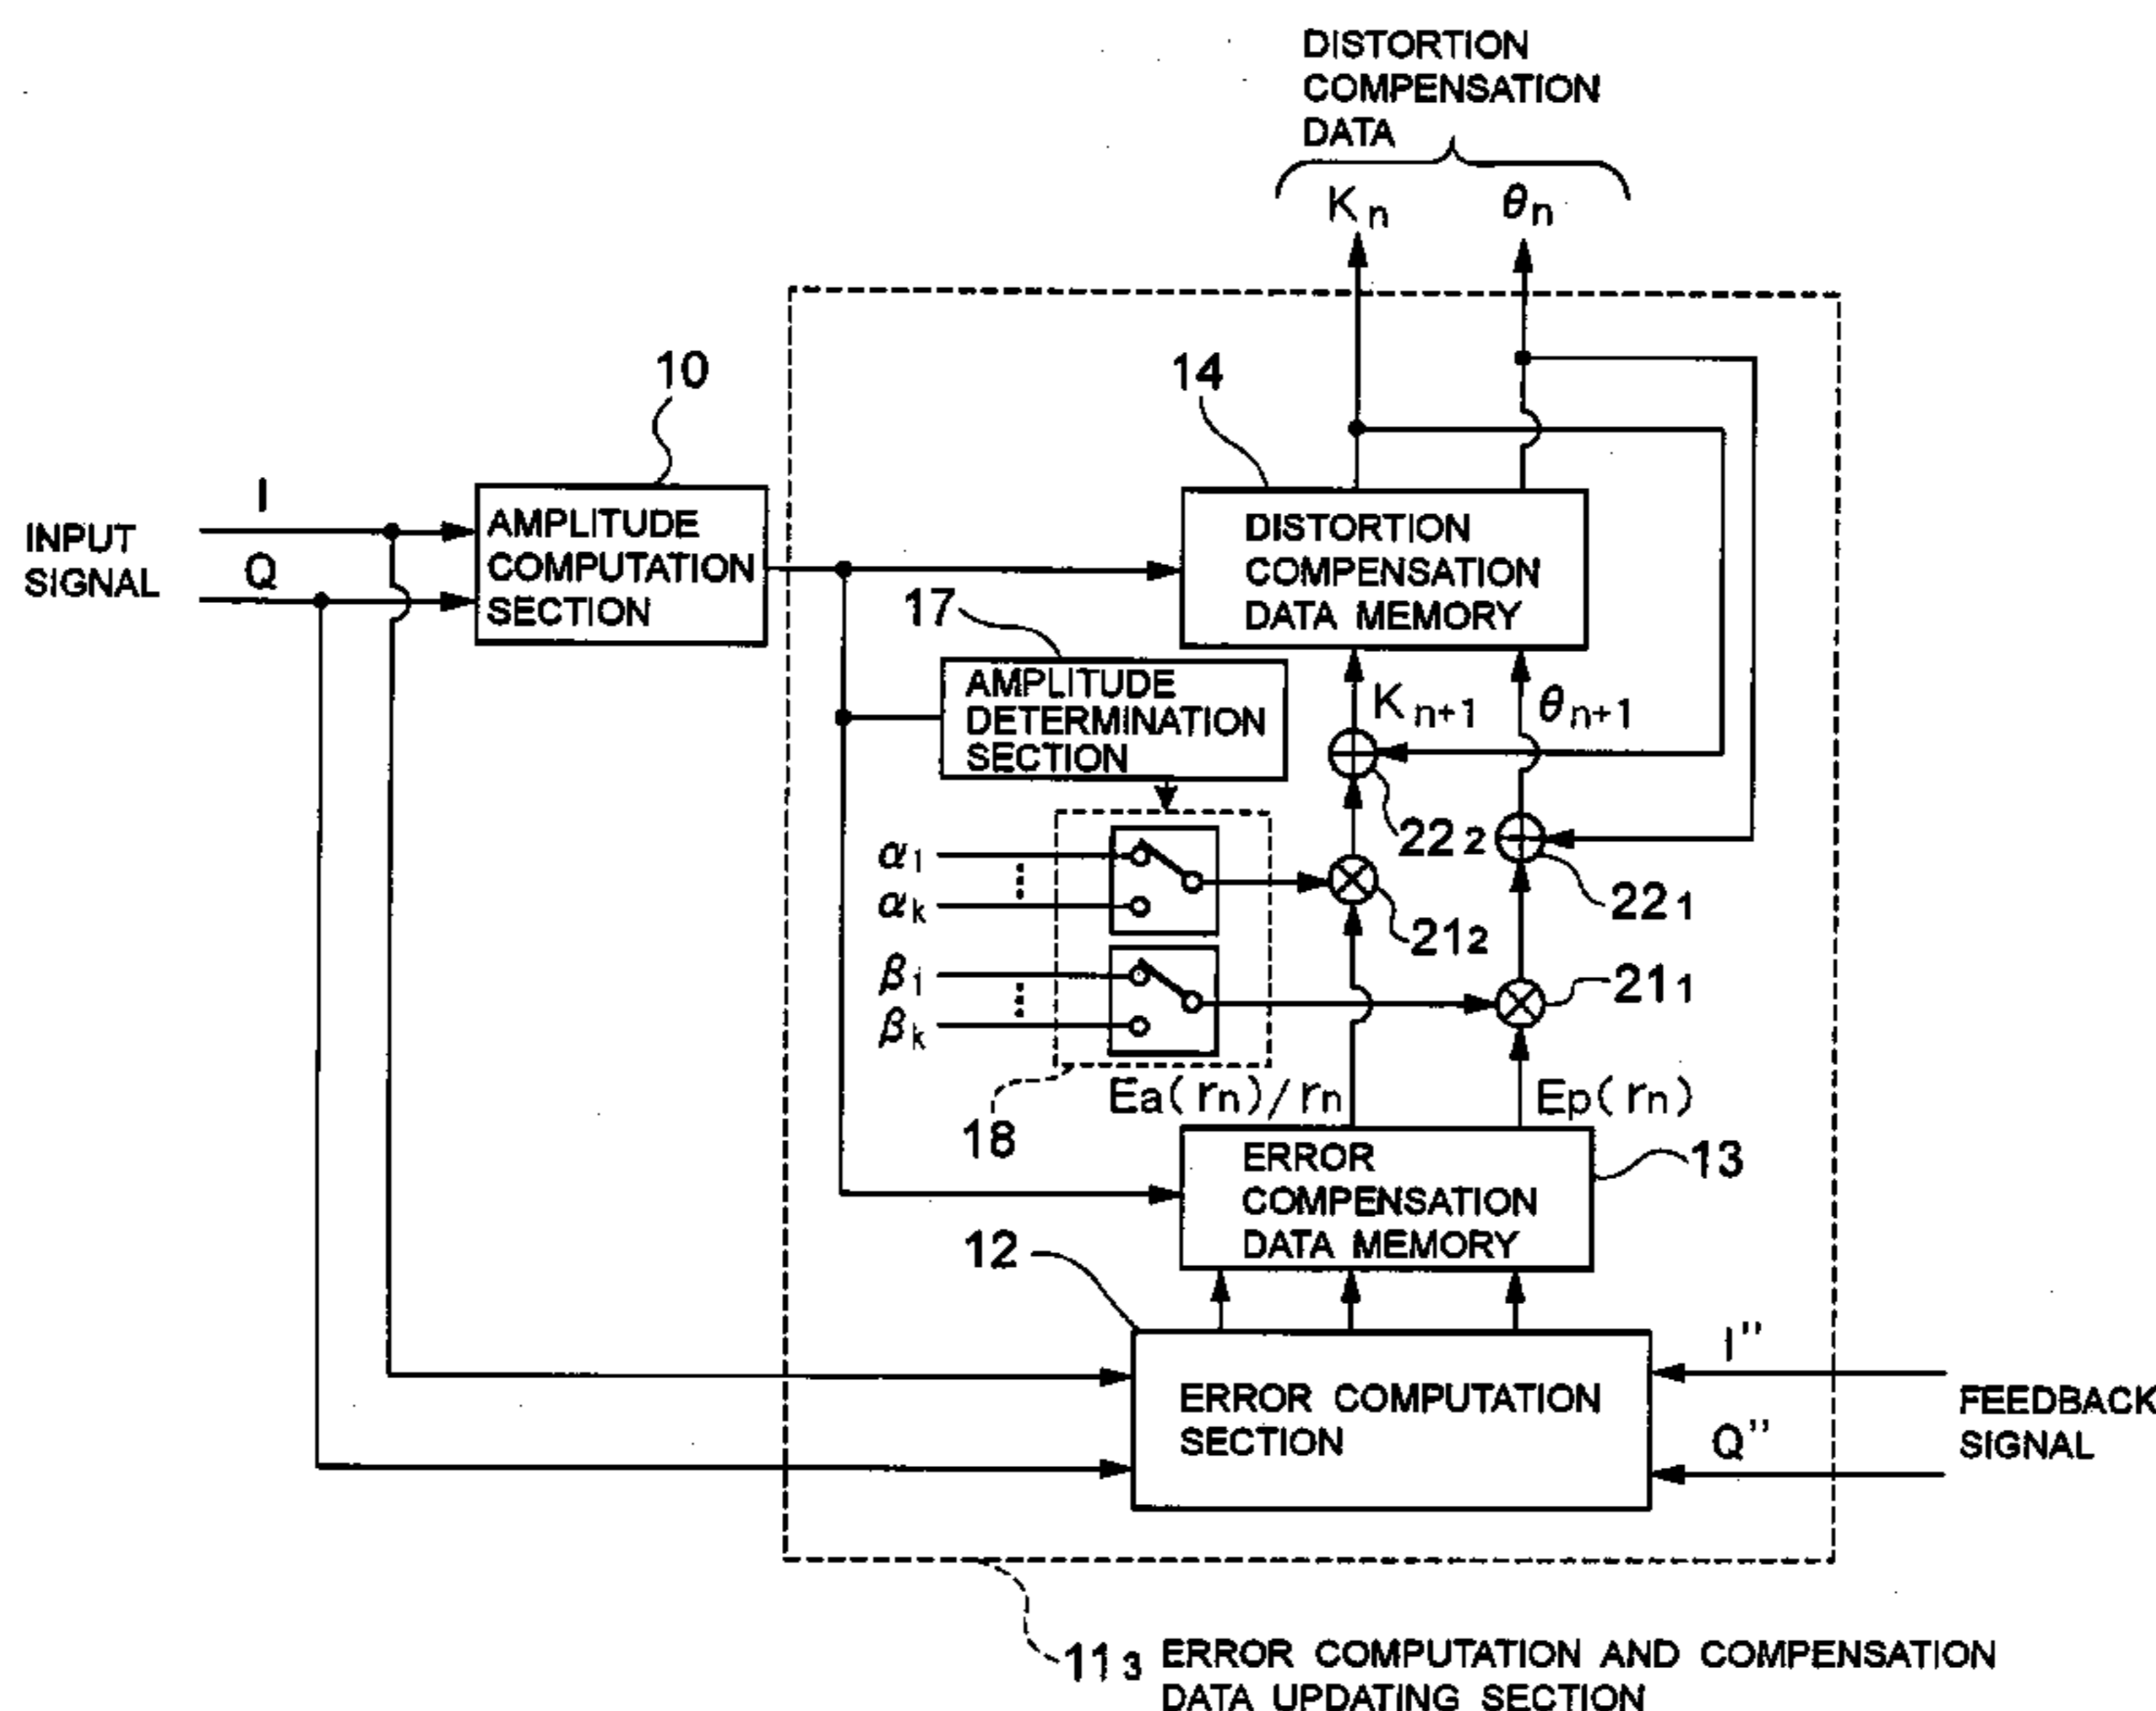 DISTORTION
COMPENSATION
DATA
Kn
θn
10
14
I
INPUT
SIGNAL
Q
AMPLITUDE
COMPUTATION
SECTION
DISTORTION
COMPENSATION
DATA MEMORY
17
AMPLITUDE
DETERMINATION
SECTION
Kn+1
θn+1
α1
αk
222
221
212
β1
βk
211
18
Ea(rn)/rn
Ep(rn)
ERROR
COMPENSATION
DATA MEMORY
13
12
ERROR COMPUTATION
SECTION
I''
Q''
FEEDBACK
SIGNAL
113 ERROR COMPUTATION AND COMPENSATION
DATA UPDATING SECTION